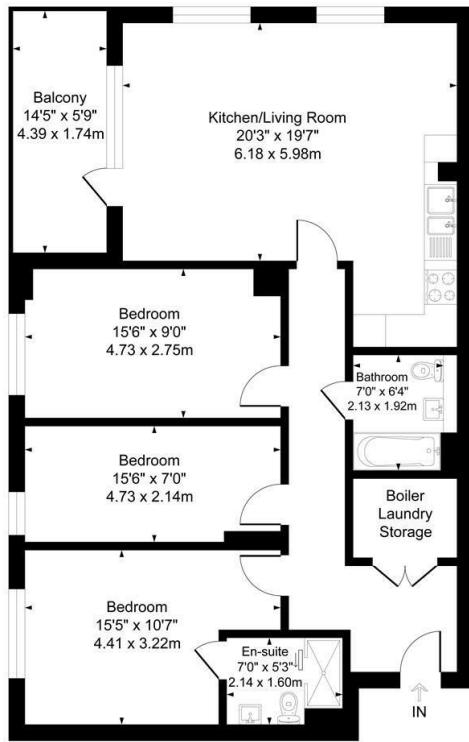 Balcony
14'5" x 5'9"
4.39 x 1.74m
Kitchen/Living Room
20'3" x 19'7"
6.18 x 5.98m
Bedroom
15'6" x 9'0"
4.73 x 2.75m
Bathroom
7'0" x 6'4"
2.13 x 1.92m
Bedroom
15'6" x 7'0"
4.73 x 2.14m
Boiler
Laundry
Storage
Bedroom
15'5" x 10'7"
4.41 x 3.22m
En-suite
7'0" x 5'3"
2.14 x 1.60m
IN